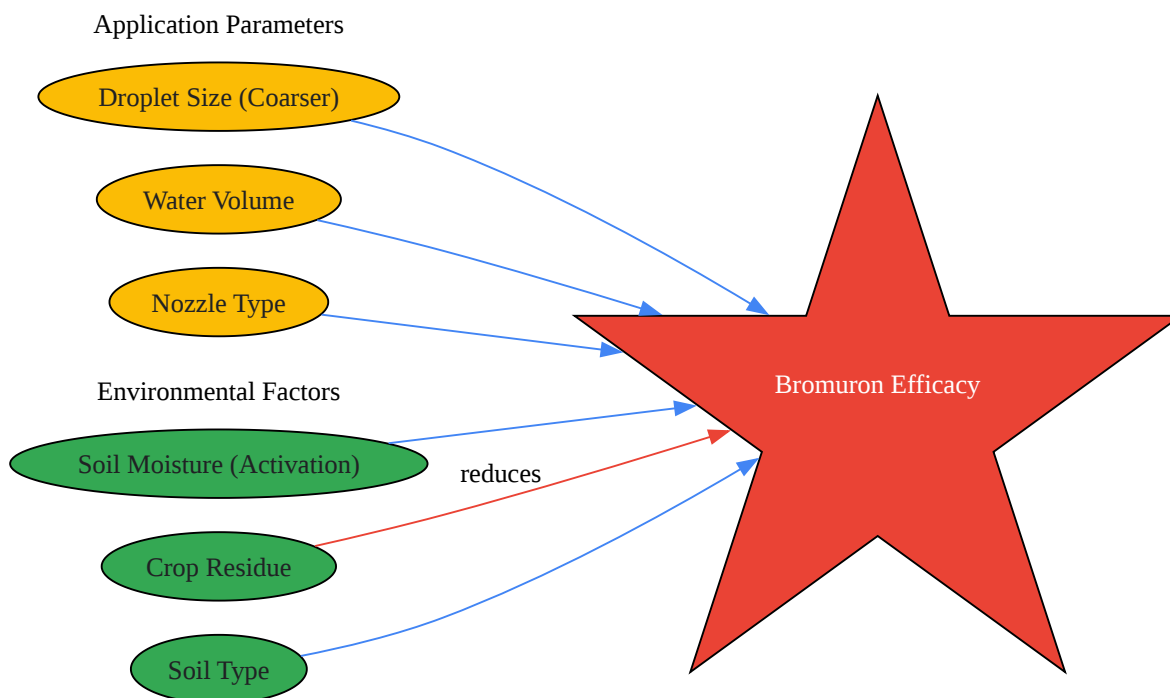 Application Parameters
Droplet Size (Coarser)
Water Volume
Nozzle Type
Environmental Factors
Soil Moisture (Activation)
reduces
Crop Residue
Soil Type
Bromuron Efficacy